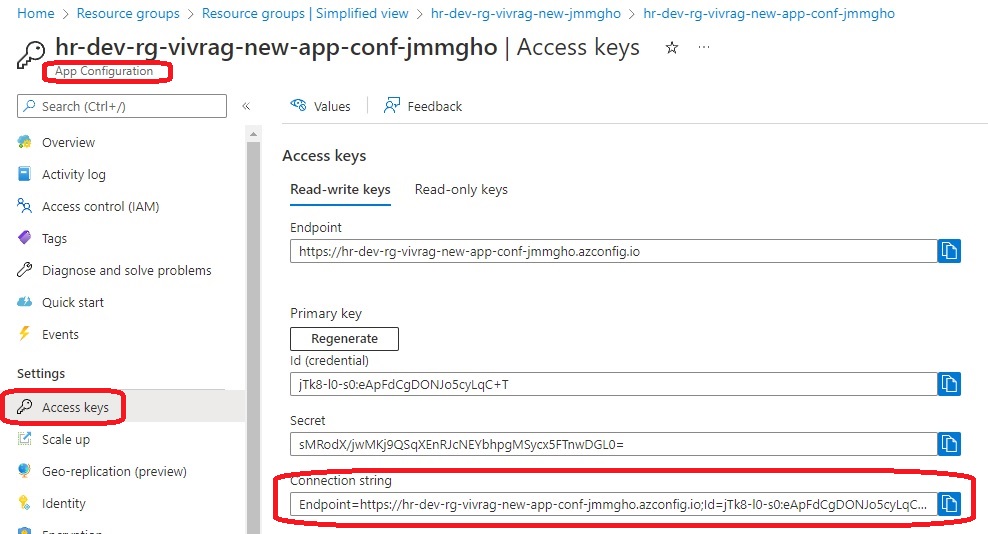 Home > Resource groups > Resource groups | Simplified view > hr-dev-rg-vivrag-new-jmmgho > hr-dev-rg-vivrag-new-app-conf-jmmgho
hr-dev-rg-vivrag-new-app-conf-jmmgho | Access keys ☆ ...
App Configuration
Search (Ctrl+/) «
Values
Feedback
Overview
Activity log
Access control (IAM)
Tags
Diagnose and solve problems
Quick start
Events
Settings
Access keys
Scale up
Geo-replication (preview)
Identity
Access keys
Read-write keys Read-only keys
Endpoint
https://hr-dev-rg-vivrag-new-app-conf-jmmgho.azconfig.io
Primary key
Regenerate
Id (credential)
jTk8-l0-s0:eApFdCgDONJo5cyLqC+T
Secret
sMRodX/jwMKj9QSqXEnRJcNEYbhpgMSycx5FTnwDGL0=
Connection string
Endpoint=https://hr-dev-rg-vivrag-new-app-conf-jmmgho.azconfig.io;Id=jTk8-l0-s0:eApFdCgDONJo5cyLqC...